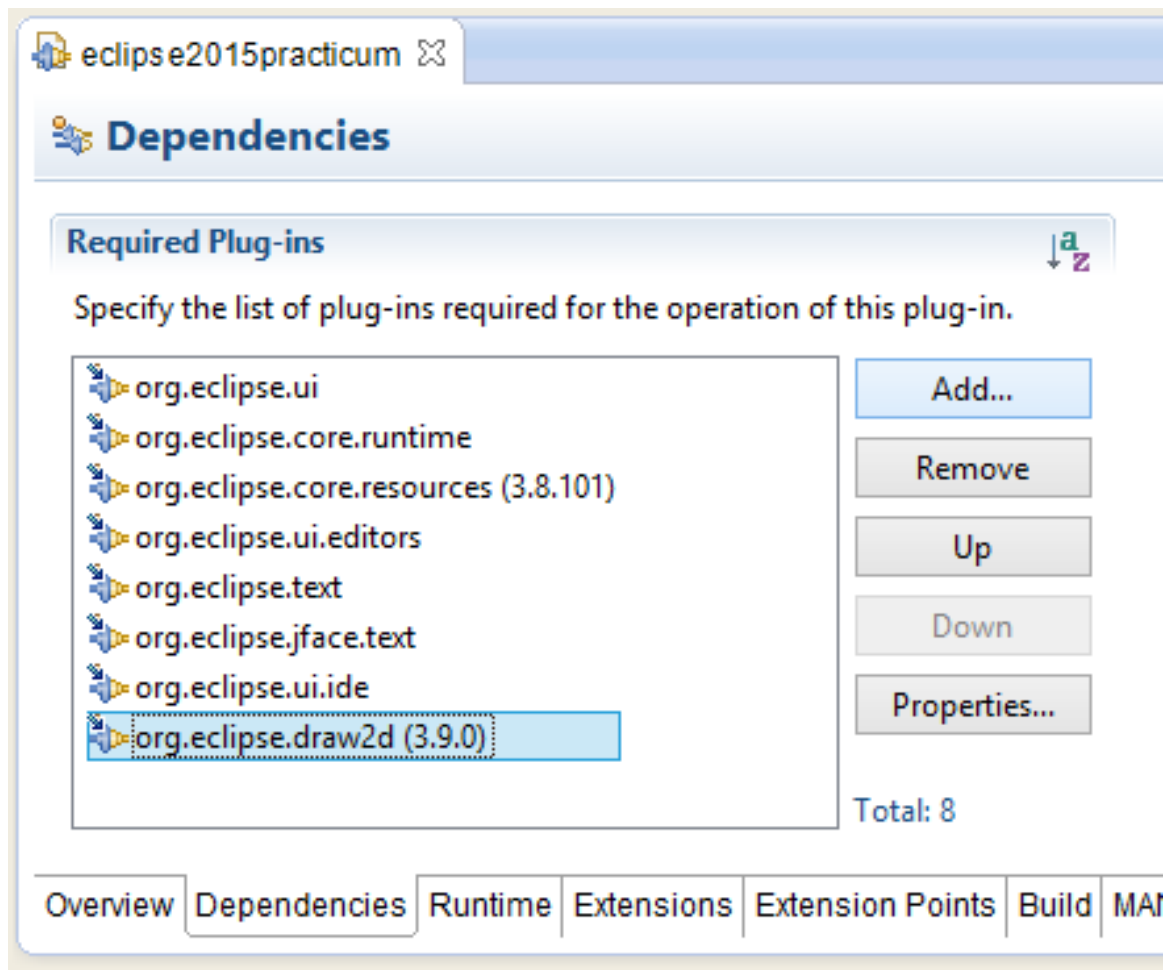 eclipse2015practicum
Dependencies
Required Plug-ins
a
z
Specify the list of plug-ins required for the operation of this plug-in.
org.eclipse.ui
org.eclipse.core.runtime
org.eclipse.core.resources (3.8.101)
org.eclipse.ui.editors
org.eclipse.text
org.eclipse.jface.text
org.eclipse.ui.ide
org.eclipse.draw2d (3.9.0)
Add...
Remove
Up
Down
Properties...
Total: 8
Overview Dependencies Runtime Extensions Extension Points Build MAN